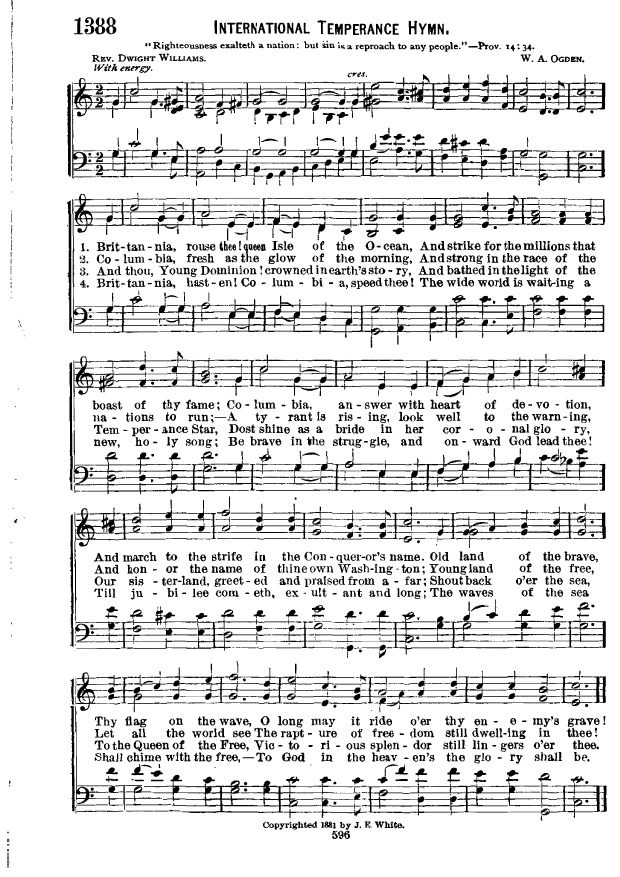 1388 INTERNATIONAL TEMPERANCE HYMN.
"Righteousness exalteth a nation: but sin is a reproach to any people."—Prov. 14:34.
REV. DWIGHT WILLIAMS. W. A. OGDEN.
With energy.
cres.
1. Brit-tan-nia, rouse thee! queen Isle of the O-cean, And strike for the millions that
2. Co-lum-bia, fresh as the glow of the morning, And strong in the race of the
3. And thou, Young Dominion! crowned in earth's sto-ry, And bathed in the light of the
4. Brit-tan-nia, hast-en! Co-lum-bi-a, speed thee! The wide world is wait-ing a
boast of thy fame; Co-lum-bia, an-swer with heart of de-vo-tion,
na-tions to run;—A ty-rant is ris-ing, look well to the warn-ing,
Tem-per-ance Star, Dost shine as a bride in her cor-o-nal glo-ry,
new, ho-ly song; Be brave in the strug-gle, and on-ward God lead thee!
And march to the strife in the Con-quer-or's name. Old land of the brave,
And hon-or the name of thine own Wash-ing-ton; Young land of the free,
Our sis-ter-land, greet-ed and praised from a-far; Shout back o'er the sea,
Till ju-bi-lee com-eth, ex-ult-ant and long; The waves of the sea
Thy flag on the wave, O long may it ride o'er thy en-e-my's grave!
Let all the world see The rapt-ure of free-dom still dwell-ing in thee!
To the Queen of the Free, Vic-to-ri-ous splen-dor still lin-gers o'er thee.
Shall chime with the free,—To God in the heav-en's the glo-ry shall be.
Copyrighted 1881 by J. E. White.
596